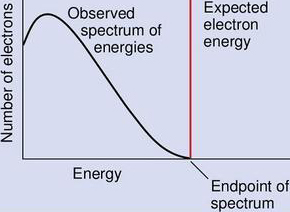 Number of electrons
Observed
spectrum of
energies
Expected
electron
energy
Energy
Endpoint of
spectrum